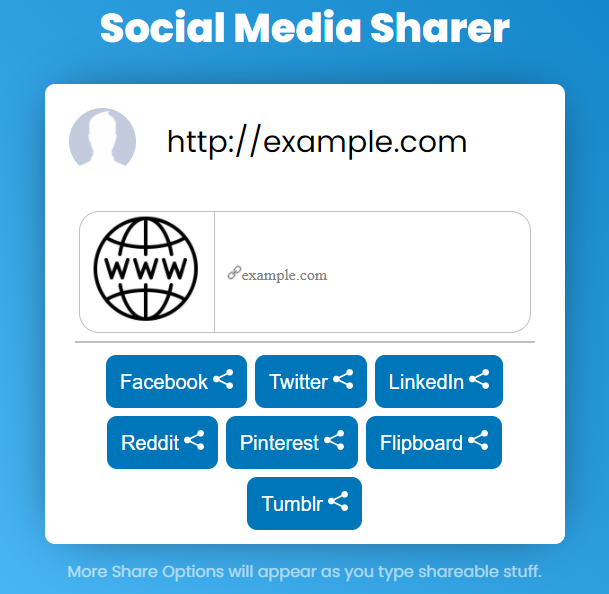 Social Media Sharer
http://example.com
WWW
example.com
Facebook Twitter LinkedIn
Reddit Pinterest Flipboard
Tumblr
More Share Options will appear as you type shareable stuff.